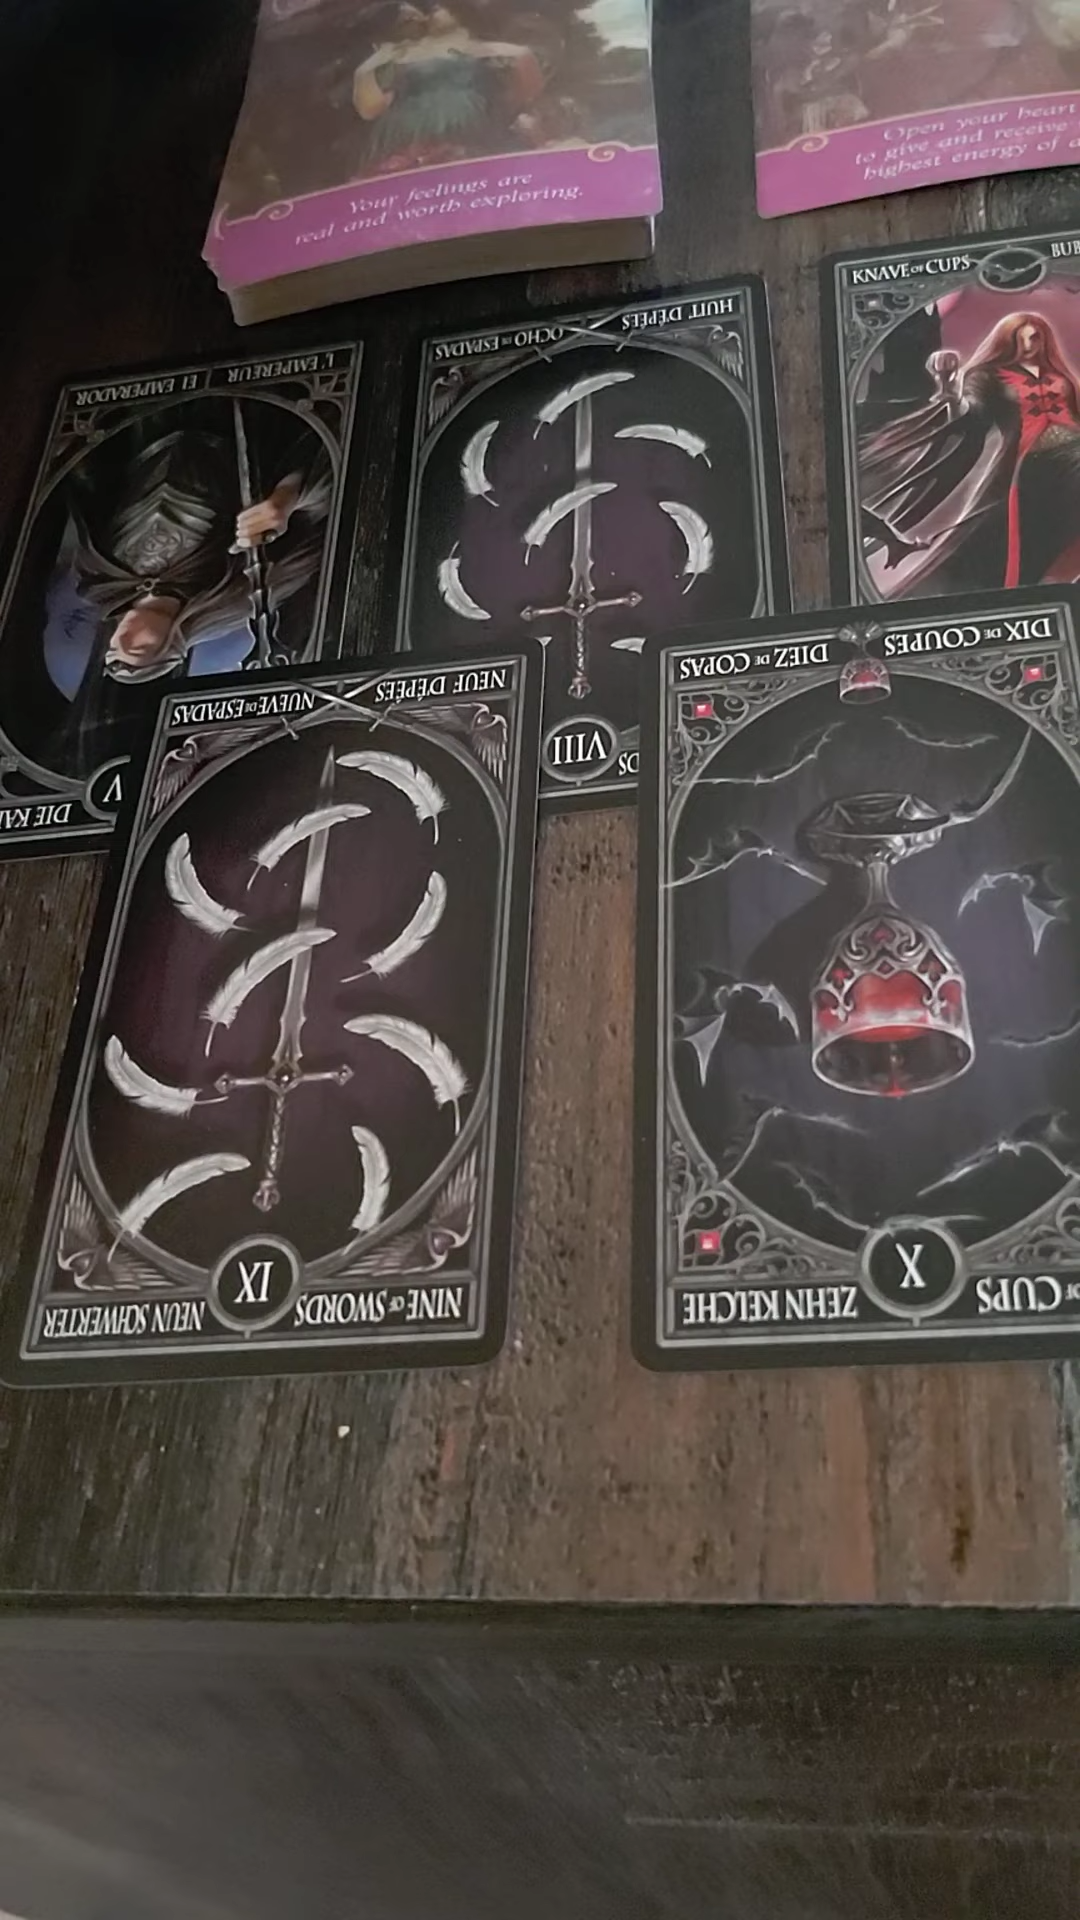 Your feelings are
real and worth exploring.
Open your heart
to give and receive
highest energy of
KNAVE OF CUPS
L'EMPEREUR EL EMPERADOR
V
DIE
HUIT D'ÉPÉES OCHO DE ESPADAS
VIII
DS
NINE OF SWORDS IX NEUN SCHWERTER
NEUF D'ÉPÉES NUEVE DE ESPADAS
OF CUPS X ZEHN KELCHE
DIX DE COUPES DIEZ DE COPAS